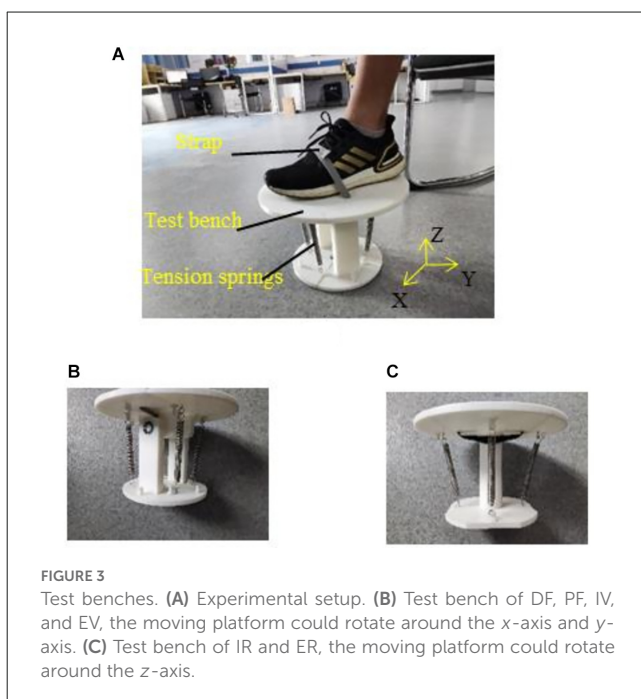 A
Strap
Test bench
Tension springs
Z
Y
X
B
C
FIGURE 3
Test benches. (A) Experimental setup. (B) Test bench of DF, PF, IV,
and EV, the moving platform could rotate around the x-axis and y-
axis. (C) Test bench of IR and ER, the moving platform could rotate
around the z-axis.